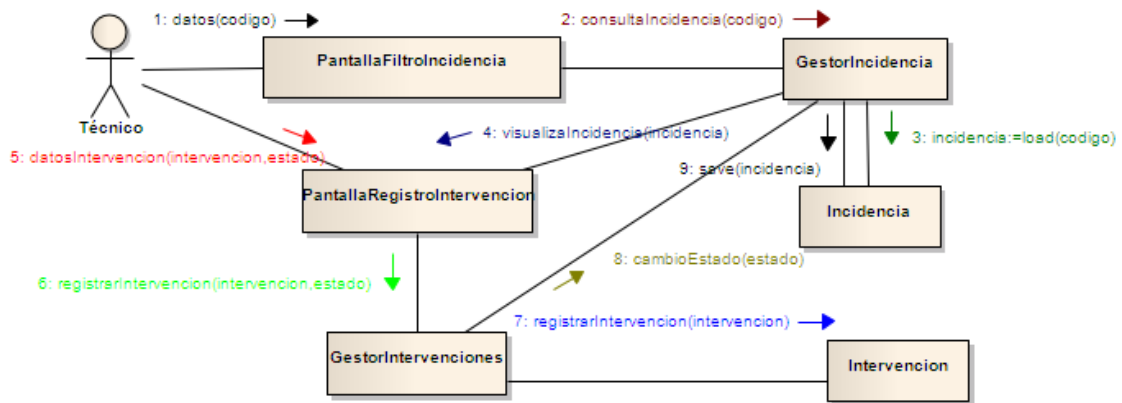 1: datos(codigo)
2: consultaIncidencia(codigo)
PantallaFiltroIncidencia
GestorIncidencia
Técnico
4: visualizaIncidencia(incidencia)
3: incidencia:=load(codigo)
5: datosIntervencion(intervencion,estado)
9: save(incidencia)
PantallaRegistroIntervencion
Incidencia
8: cambioEstado(estado)
6: registrarIntervencion(intervencion,estado)
7: registrarIntervencion(intervencion)
GestorIntervenciones
Intervencion